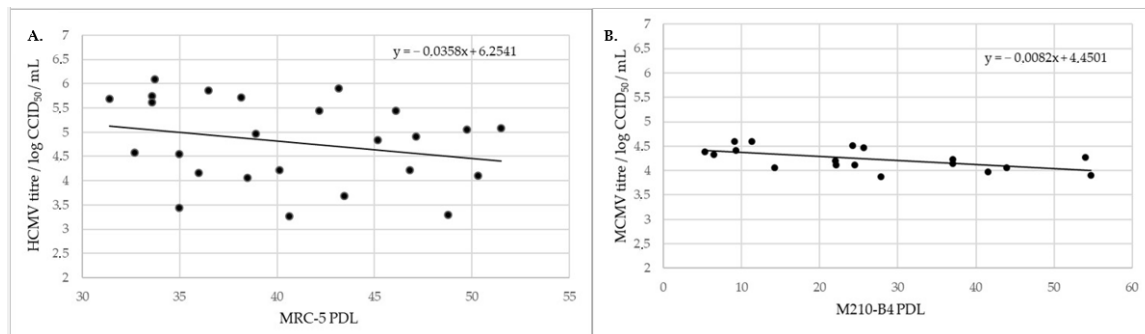 A.
y = – 0.0358x + 6.2541
HCMV titre / log CCID₅₀ / mL
7
6.5
6
5.5
5
4.5
4
3.5
3
2.5
2
30 35 40 45 50 55
MRC-5 PDL
B.
y = – 0.0082x + 4.4501
MCMV titre / log CCID₅₀ / mL
7
6.5
6
5.5
5
4.5
4
3.5
3
2.5
2
0 10 20 30 40 50 60
M210-B4 PDL